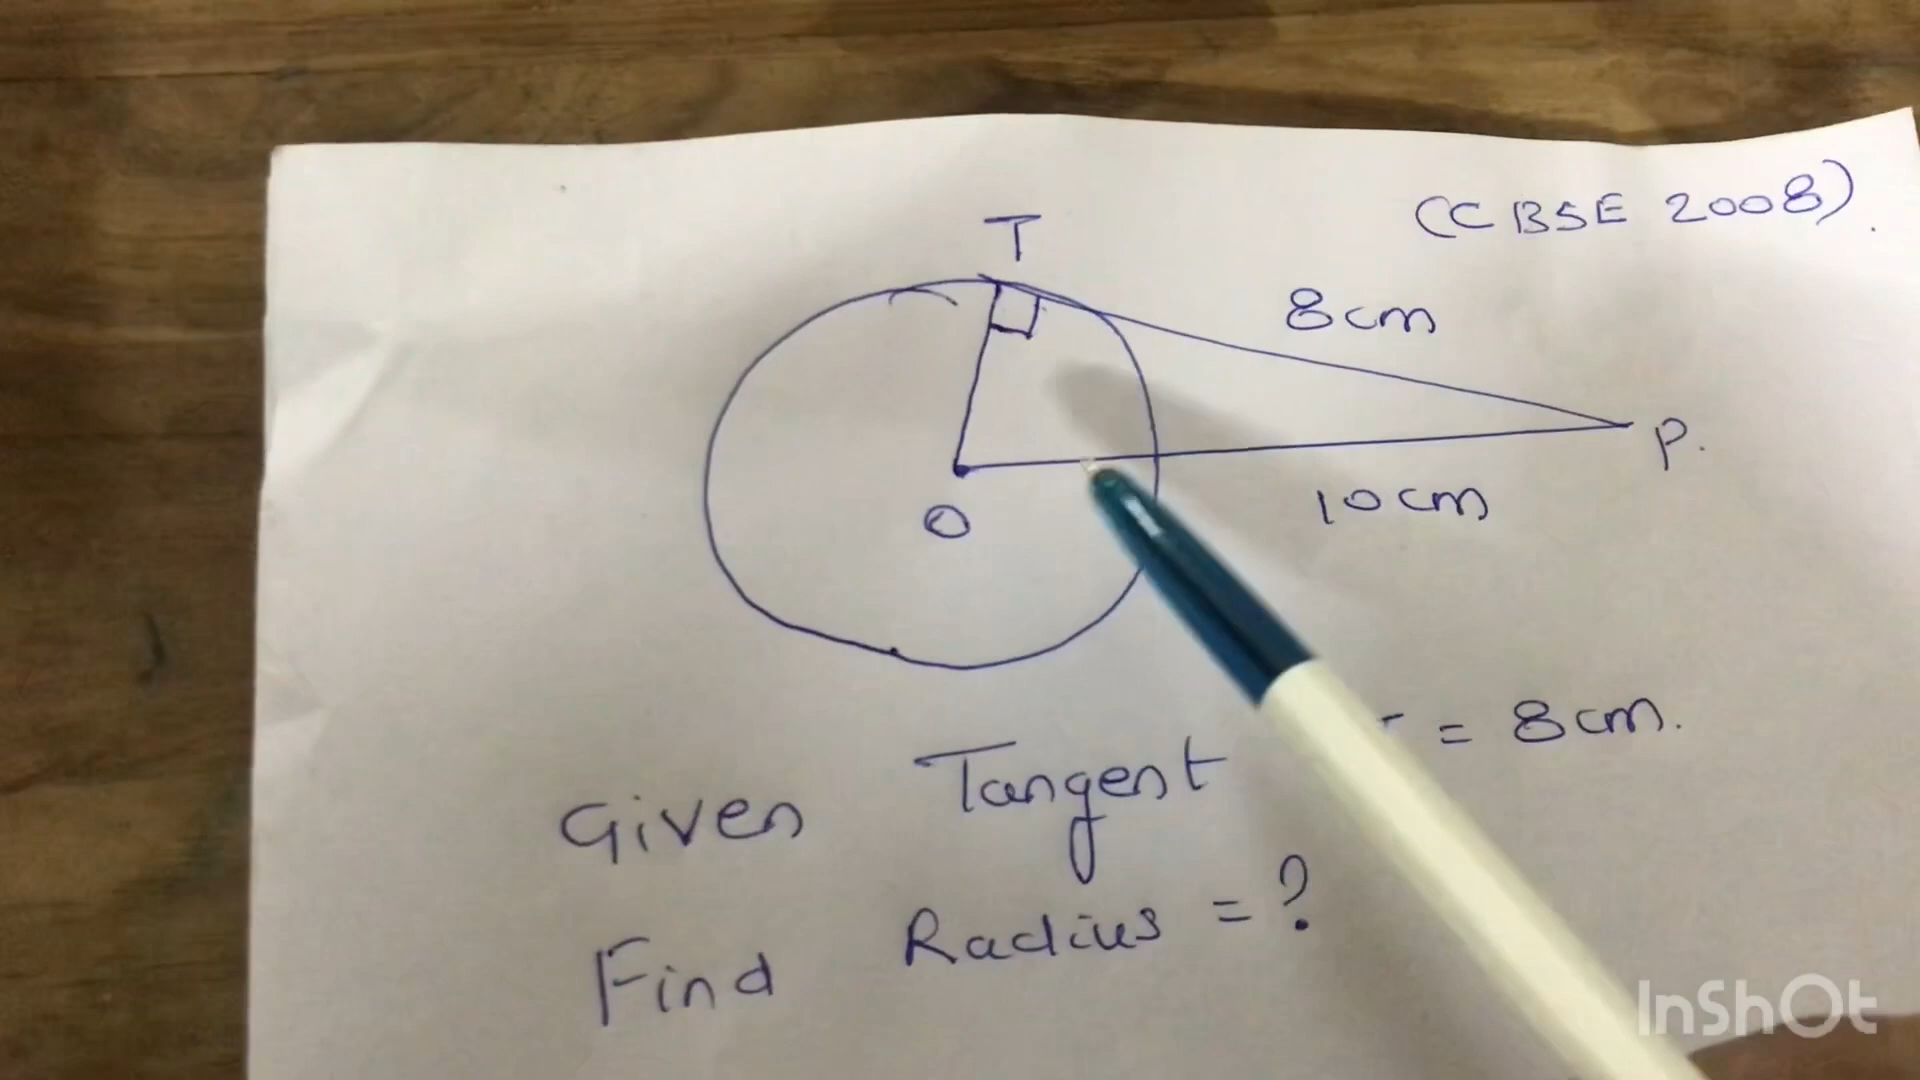 (CBSE 2008).
T
8cm
P.
10cm
O
Given Tangent = 8cm.
Find Radius = ?
InShOt